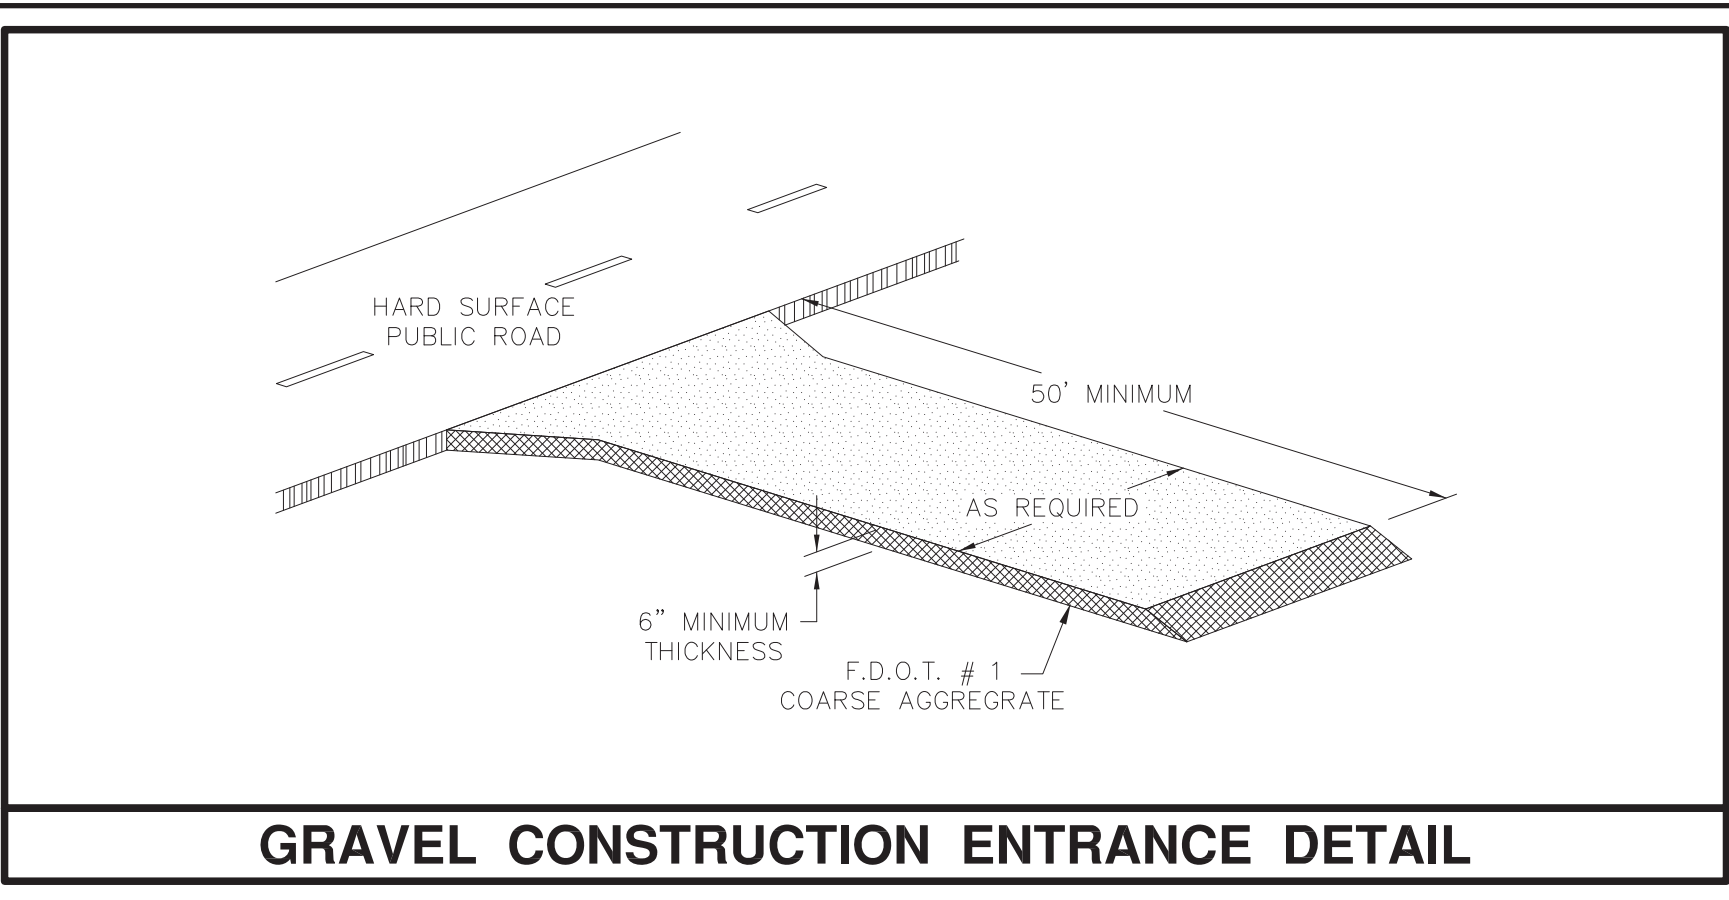 HARD SURFACE
PUBLIC ROAD
50' MINIMUM
AS REQUIRED
6" MINIMUM
THICKNESS
F.D.O.T. # 1
COARSE AGGREGRATE
GRAVEL CONSTRUCTION ENTRANCE DETAIL